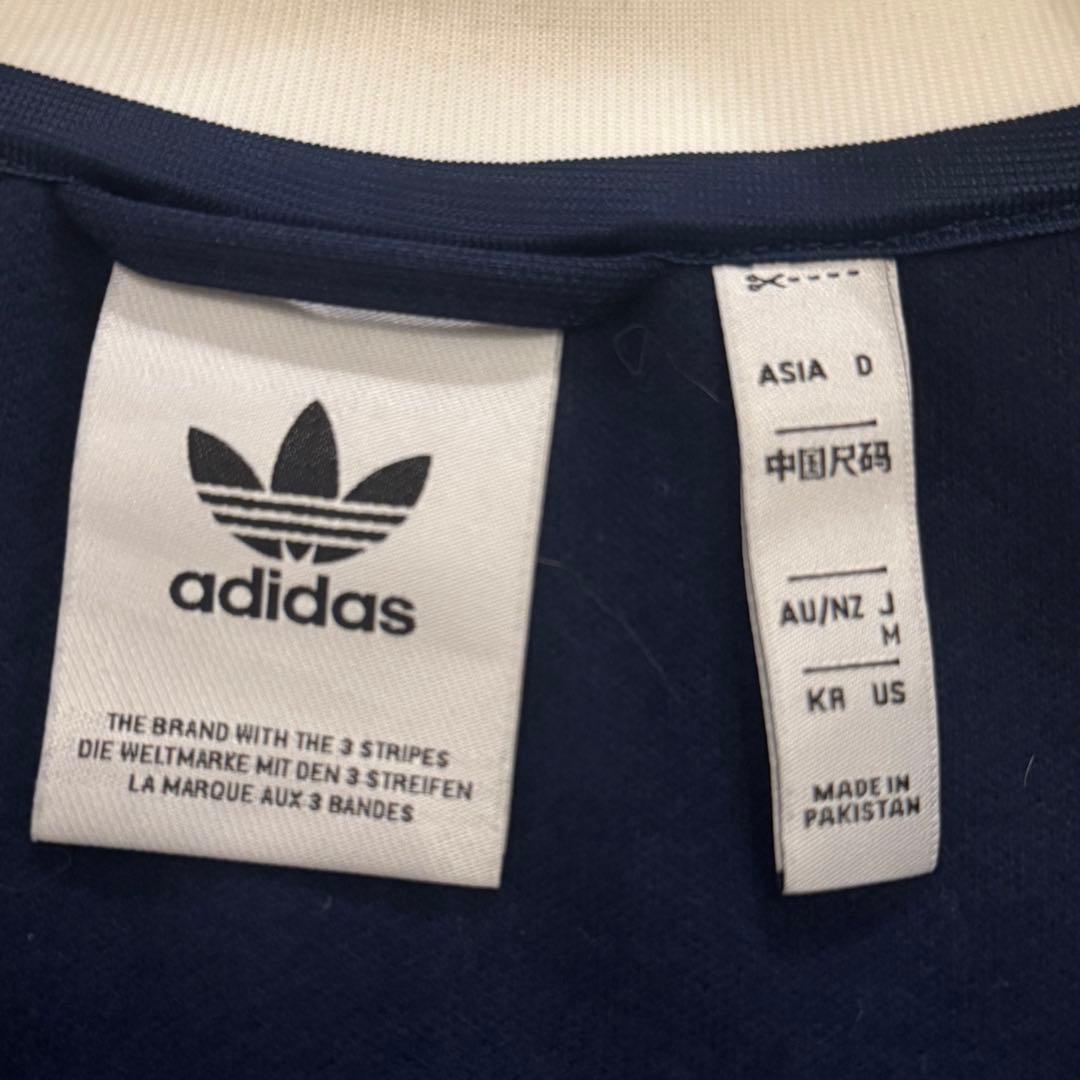 adidas
THE BRAND WITH THE 3 STRIPES
DIE WELTMARKE MIT DEN 3 STREIFEN
LA MARQUE AUX 3 BANDES
ASIA D
中国尺码
AU/NZ J
M
KR US
MADE IN
PAKISTAN